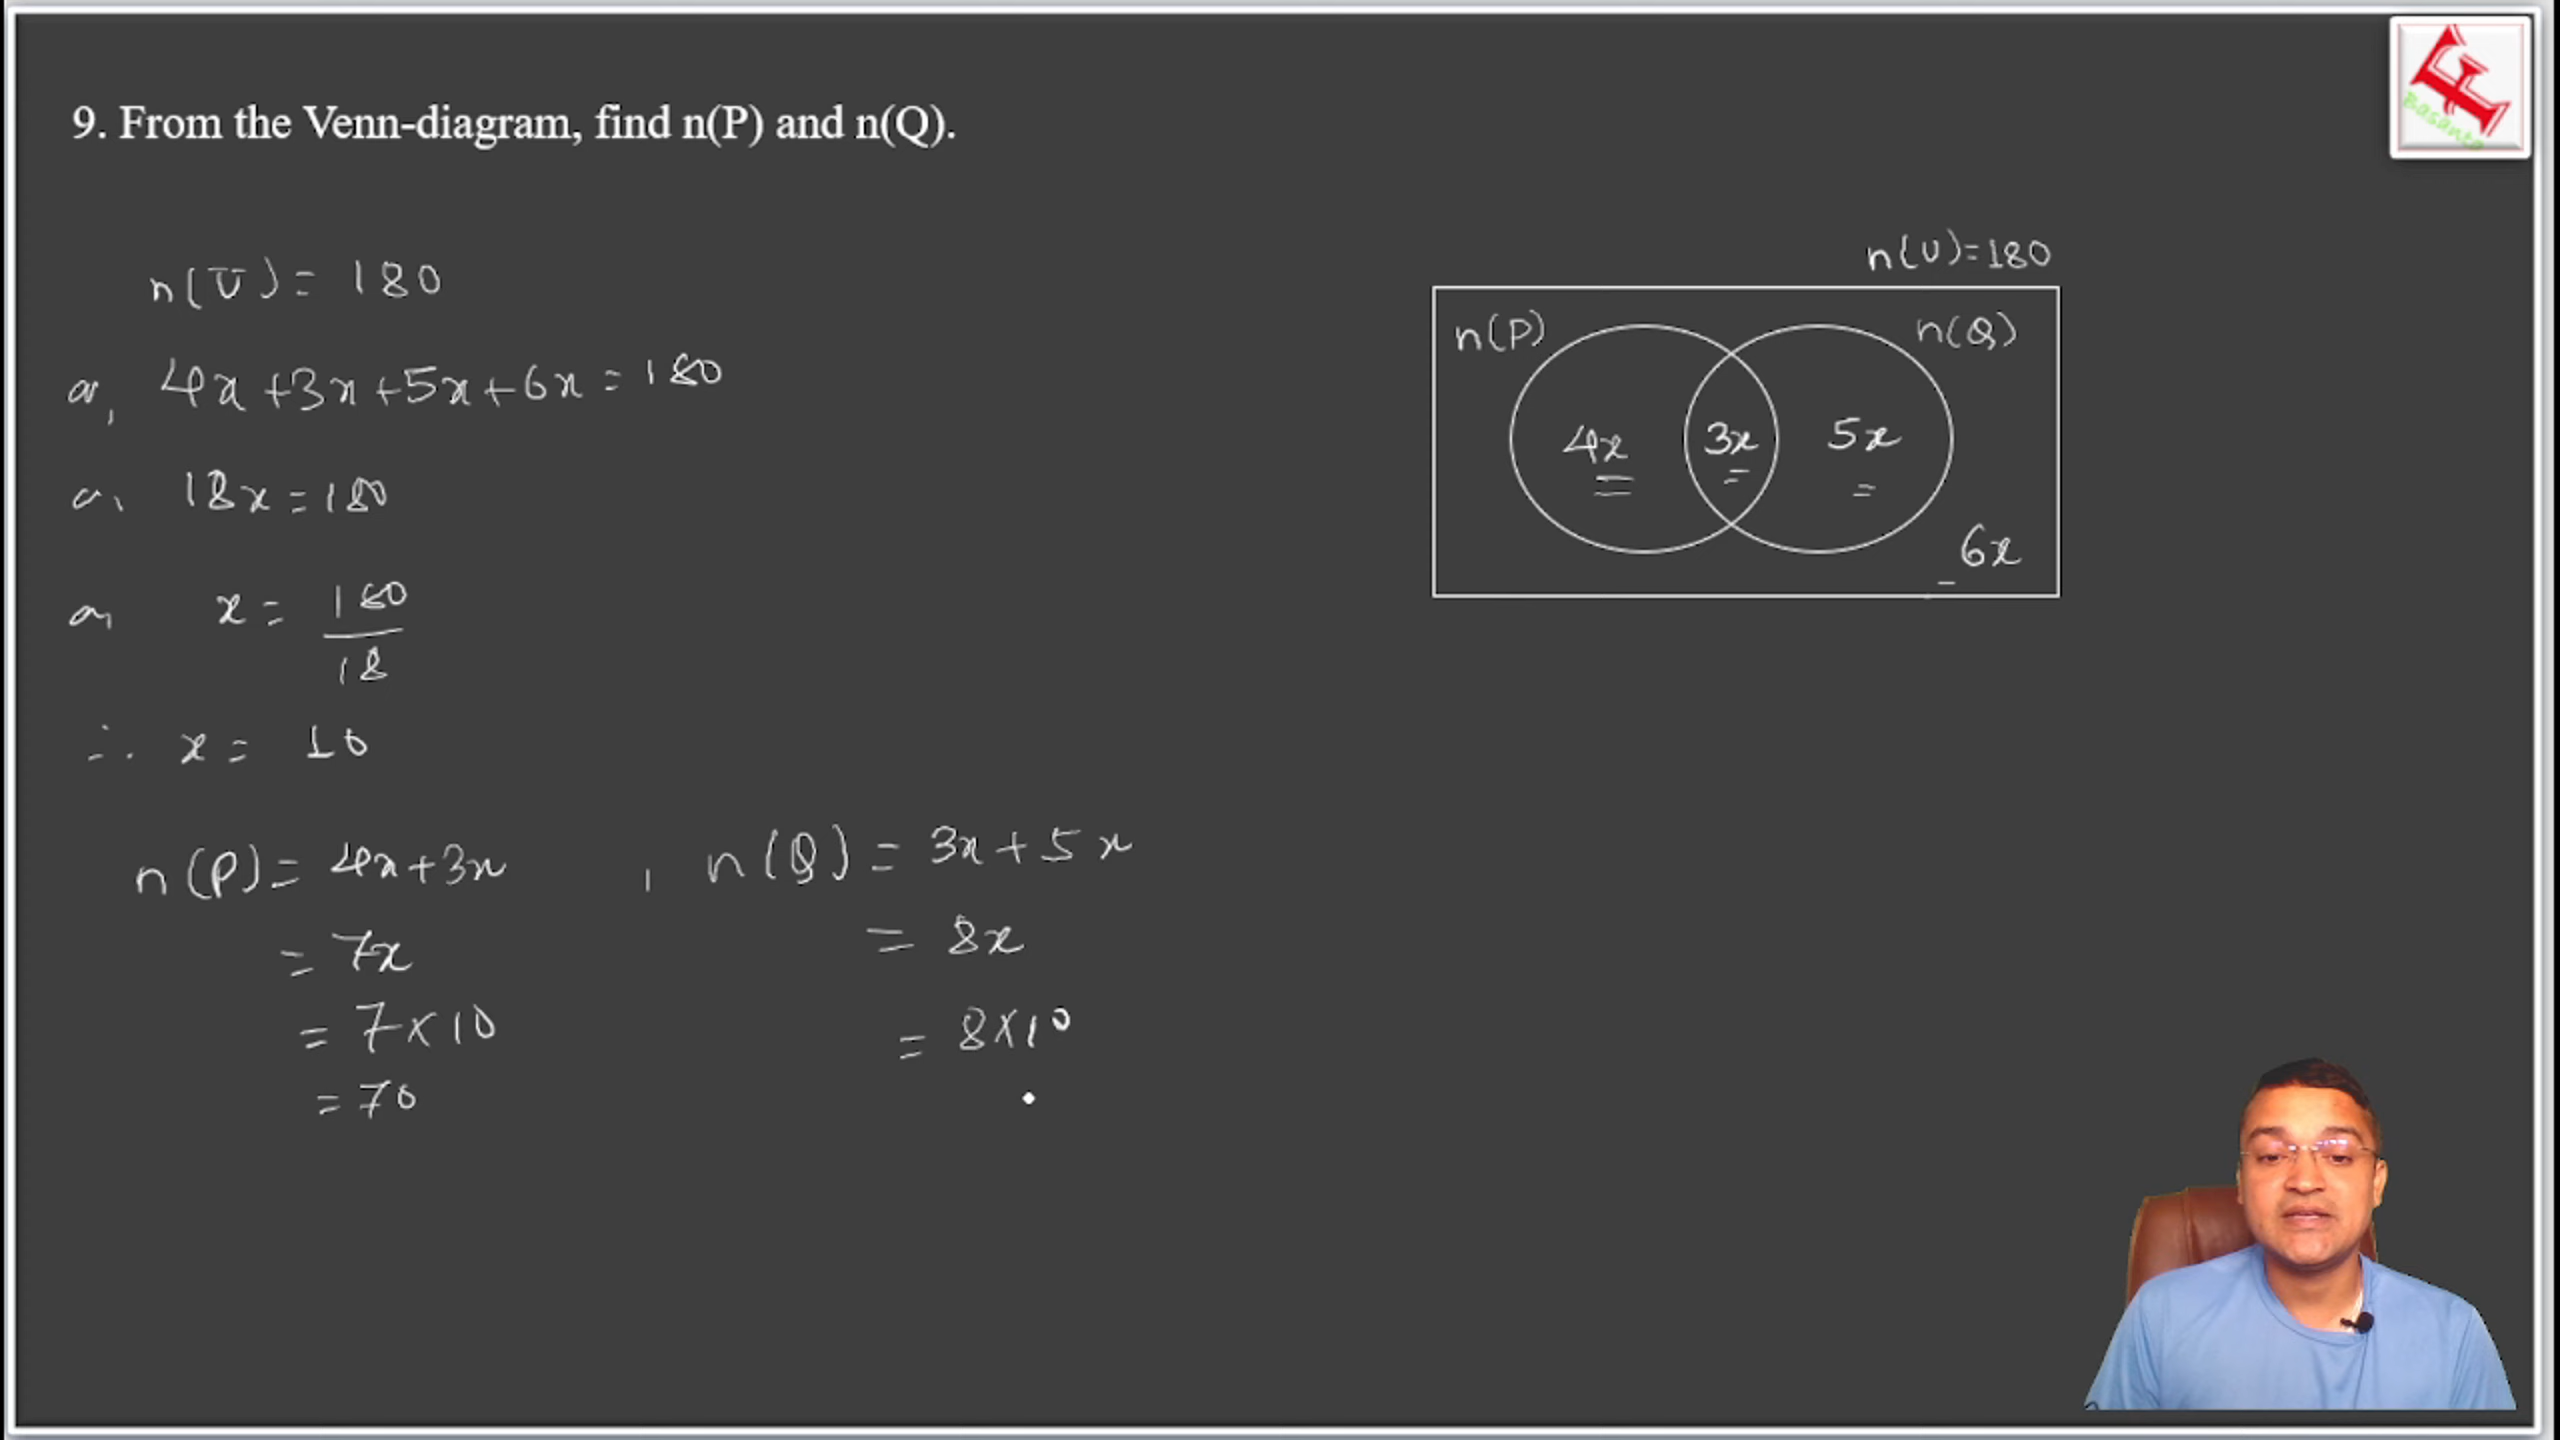 9. From the Venn-diagram, find n(P) and n(Q).
n(U) = 180
or, 4x+3x+5x+6x = 180
or, 18x = 180
or, x = 180/18
∴ x = 10
n(P) = 4x+3x , n(Q) = 3x+5x
= 7x = 8x
= 7×10 = 8×10
= 70
n(U)=180
n(P) n(Q)
4x 3x 5x
6x
Basanta